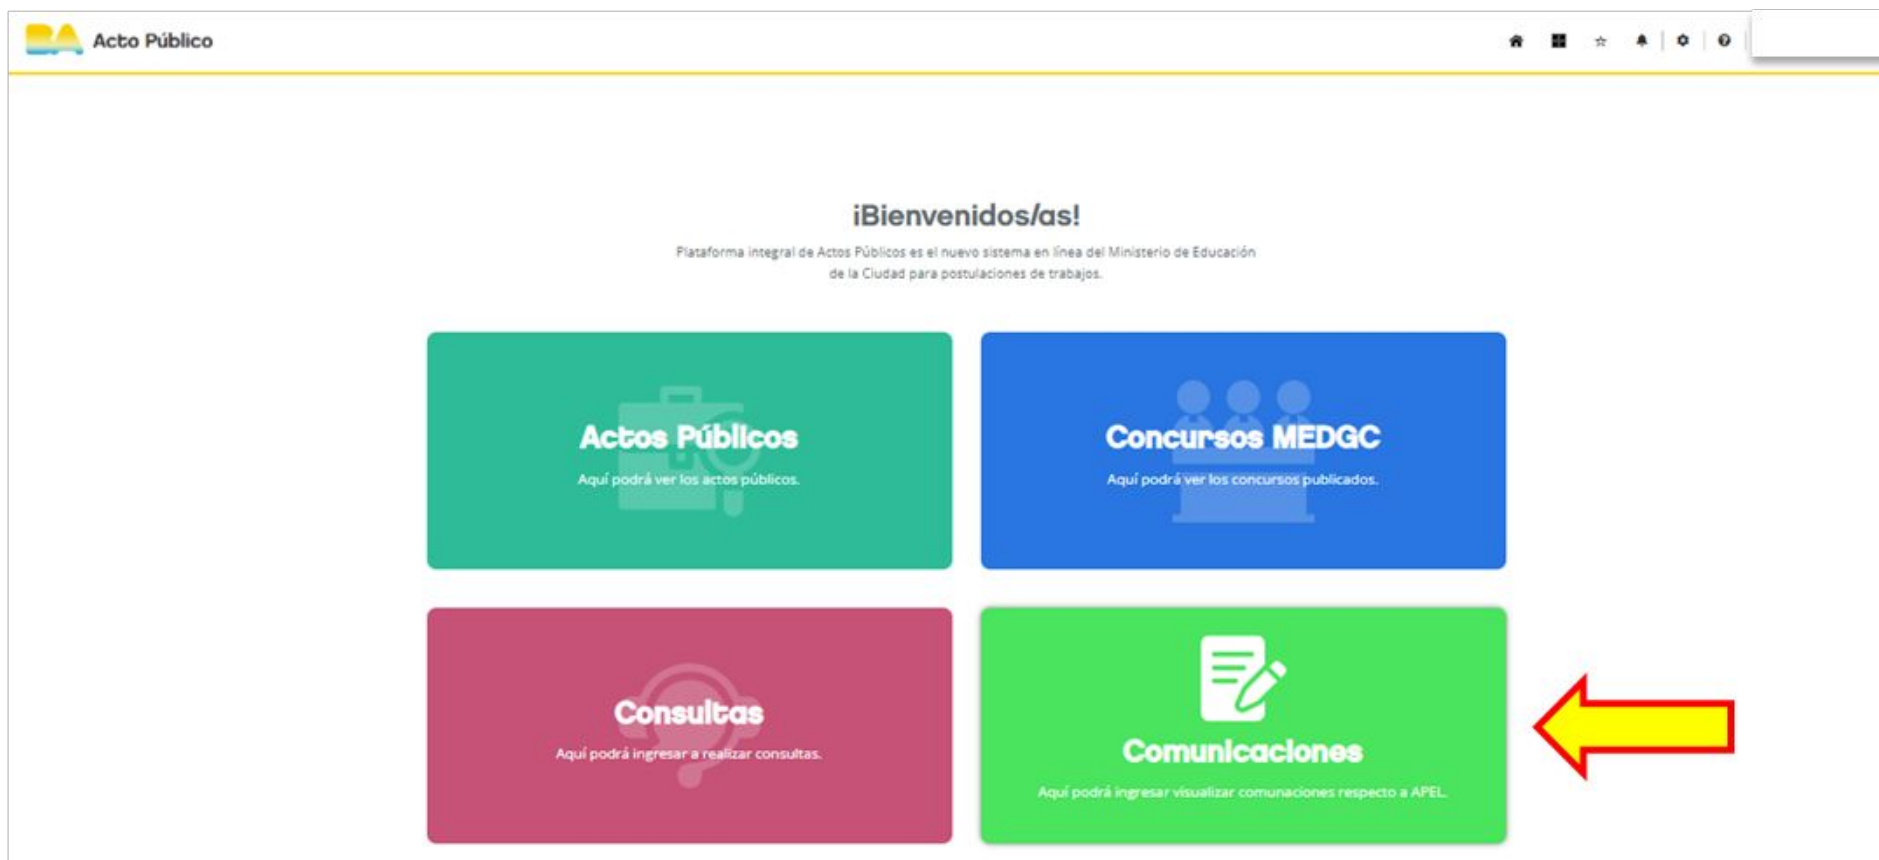 BA Acto Público
¡Bienvenidos/as!
Plataforma integral de Actos Públicos es el nuevo sistema en línea del Ministerio de Educación
de la Ciudad para postulaciones de trabajos.
Actos Públicos
Aquí podrá ver los actos públicos.
Concursos MEDGC
Aquí podrá ver los concursos publicados.
Consultas
Aquí podrá ingresar a realizar consultas.
Comunicaciones
Aquí podrá ingresar visualizar comunaciones respecto a APEL.